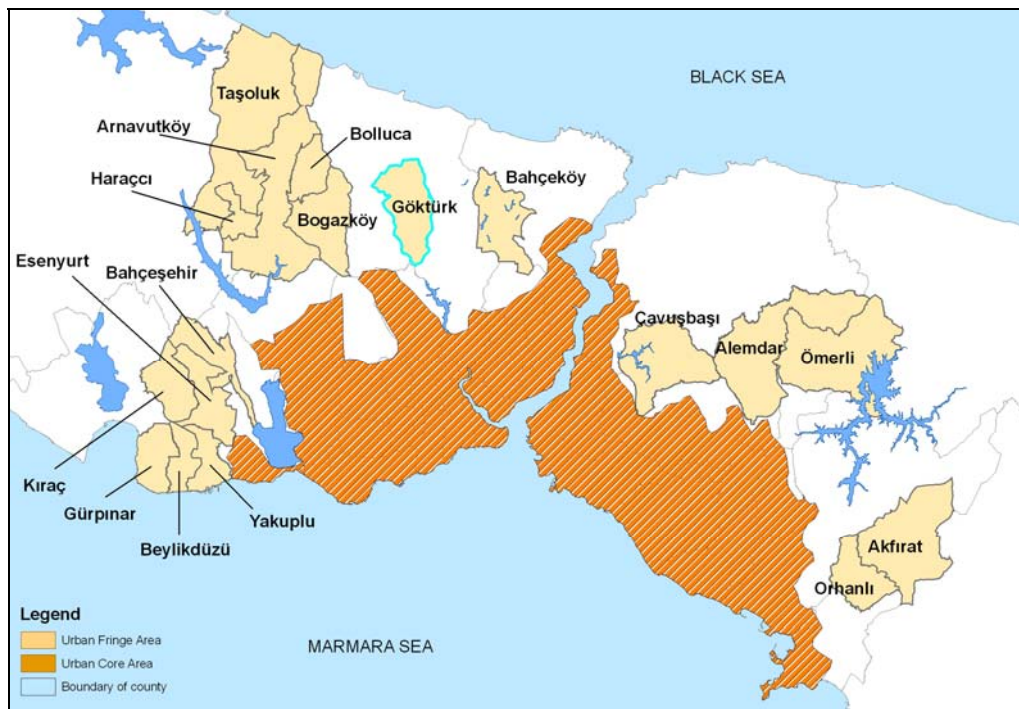 BLACK SEA
Taşoluk
Arnavutköy
Bolluca
Haraççı
Bahçeköy
Göktürk
Bogazköy
Esenyurt
Bahçeşehir
Çavuşbaşı
Alemdar
Ömerli
Kıraç
Gürpınar
Yakuplu
Beylikdüzü
Akfırat
Orhanlı
Legend
Urban Fringe Area
Urban Core Area
Boundary of county
MARMARA SEA